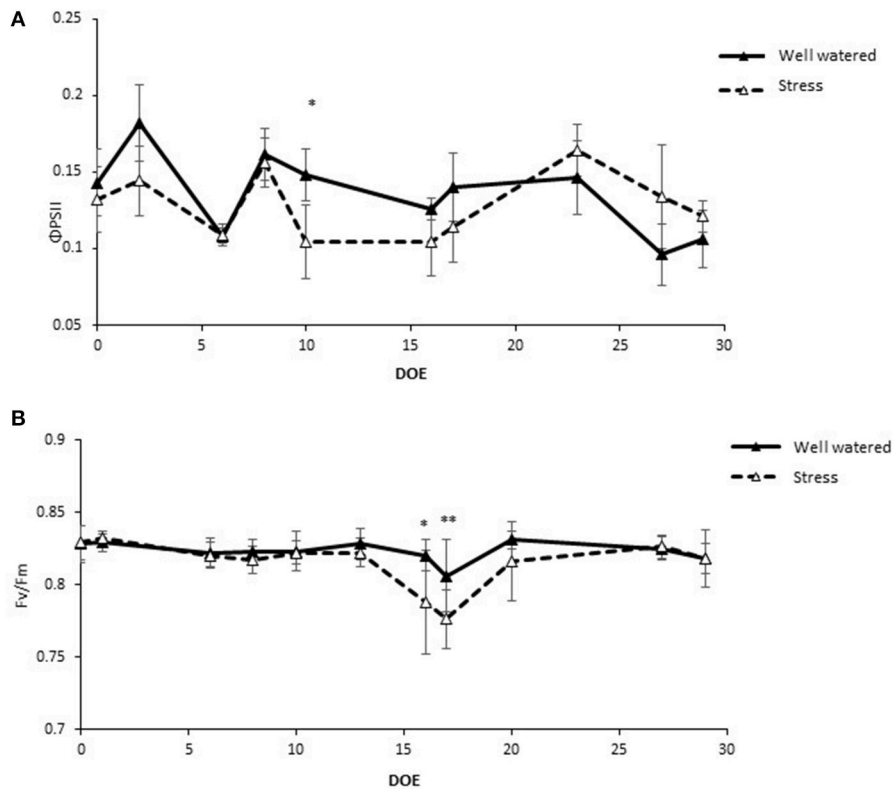 A
0.25
Well watered
*
Stress
0.2
0.15
ΦPSII
0.1
0.05
0 5 10 15 20 25 30
DOE
B
0.9
Well watered
0.85
Stress
* **
Fv/Fm
0.8
0.75
0.7
0 5 10 15 20 25 30
DOE